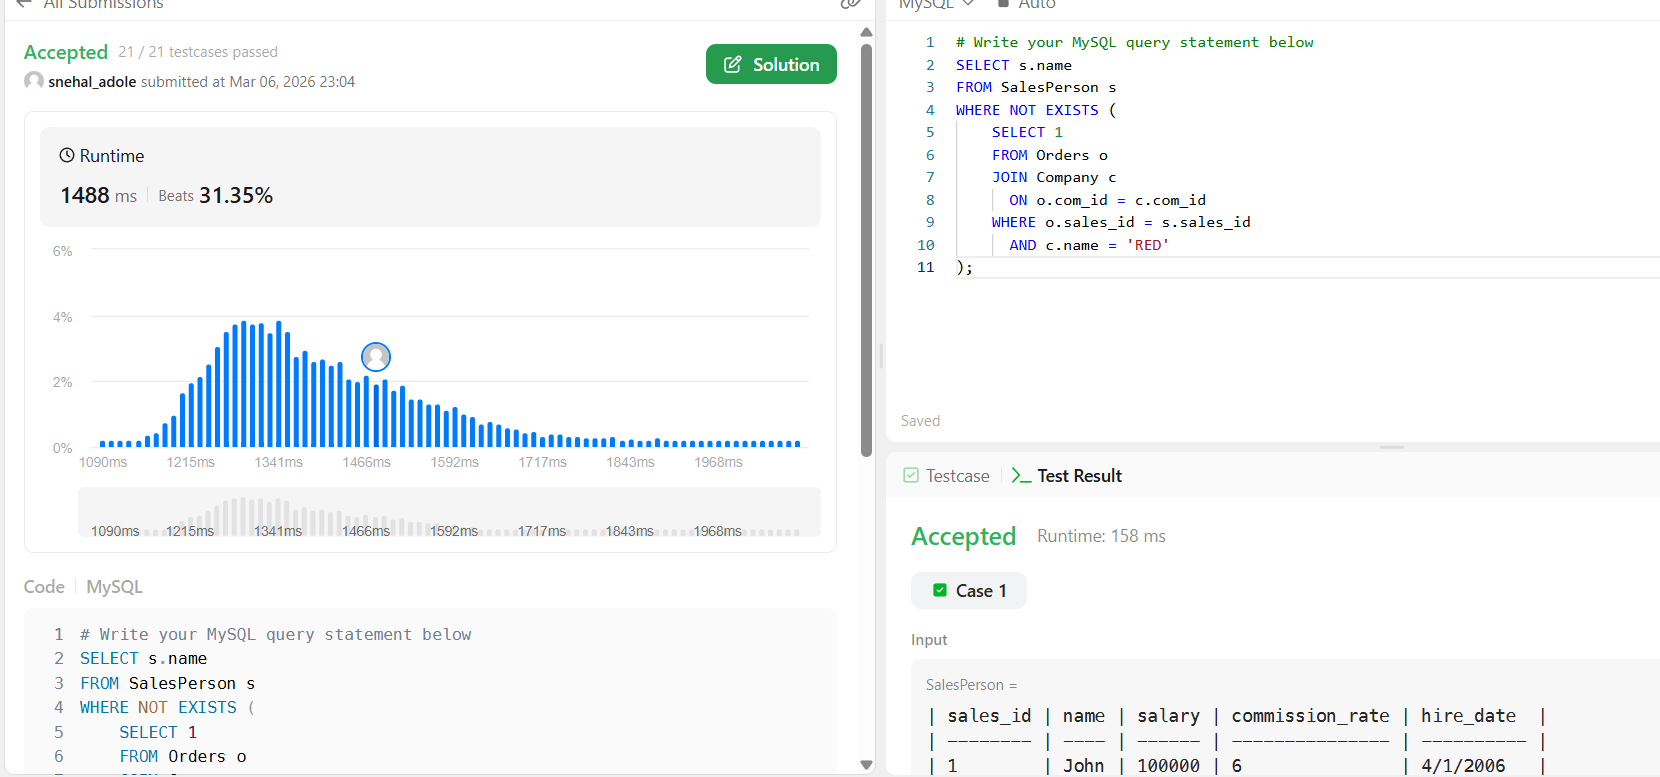 All Submissions
Accepted 21 / 21 testcases passed
snehal_adole submitted at Mar 06, 2026 23:04
Solution
Runtime
1488 ms Beats 31.35%
6%
4%
2%
0%
1090ms 1215ms 1341ms 1466ms 1592ms 1717ms 1843ms 1968ms
1090ms 1215ms 1341ms 1466ms 1592ms 1717ms 1843ms 1968ms
Code MySQL
1 # Write your MySQL query statement below
2 SELECT s.name
3 FROM SalesPerson s
4 WHERE NOT EXISTS (
5 SELECT 1
6 FROM Orders o
MySQL Auto
1 # Write your MySQL query statement below
2 SELECT s.name
3 FROM SalesPerson s
4 WHERE NOT EXISTS (
5 SELECT 1
6 FROM Orders o
7 JOIN Company c
8 ON o.com_id = c.com_id
9 WHERE o.sales_id = s.sales_id
10 AND c.name = 'RED'
11 );
Saved
Testcase Test Result
Accepted Runtime: 158 ms
Case 1
Input
SalesPerson =
| sales_id | name | salary | commission_rate | hire_date |
| -------- | ---- | ------ | --------------- | ---------- |
| 1 | John | 100000 | 6 | 4/1/2006 |